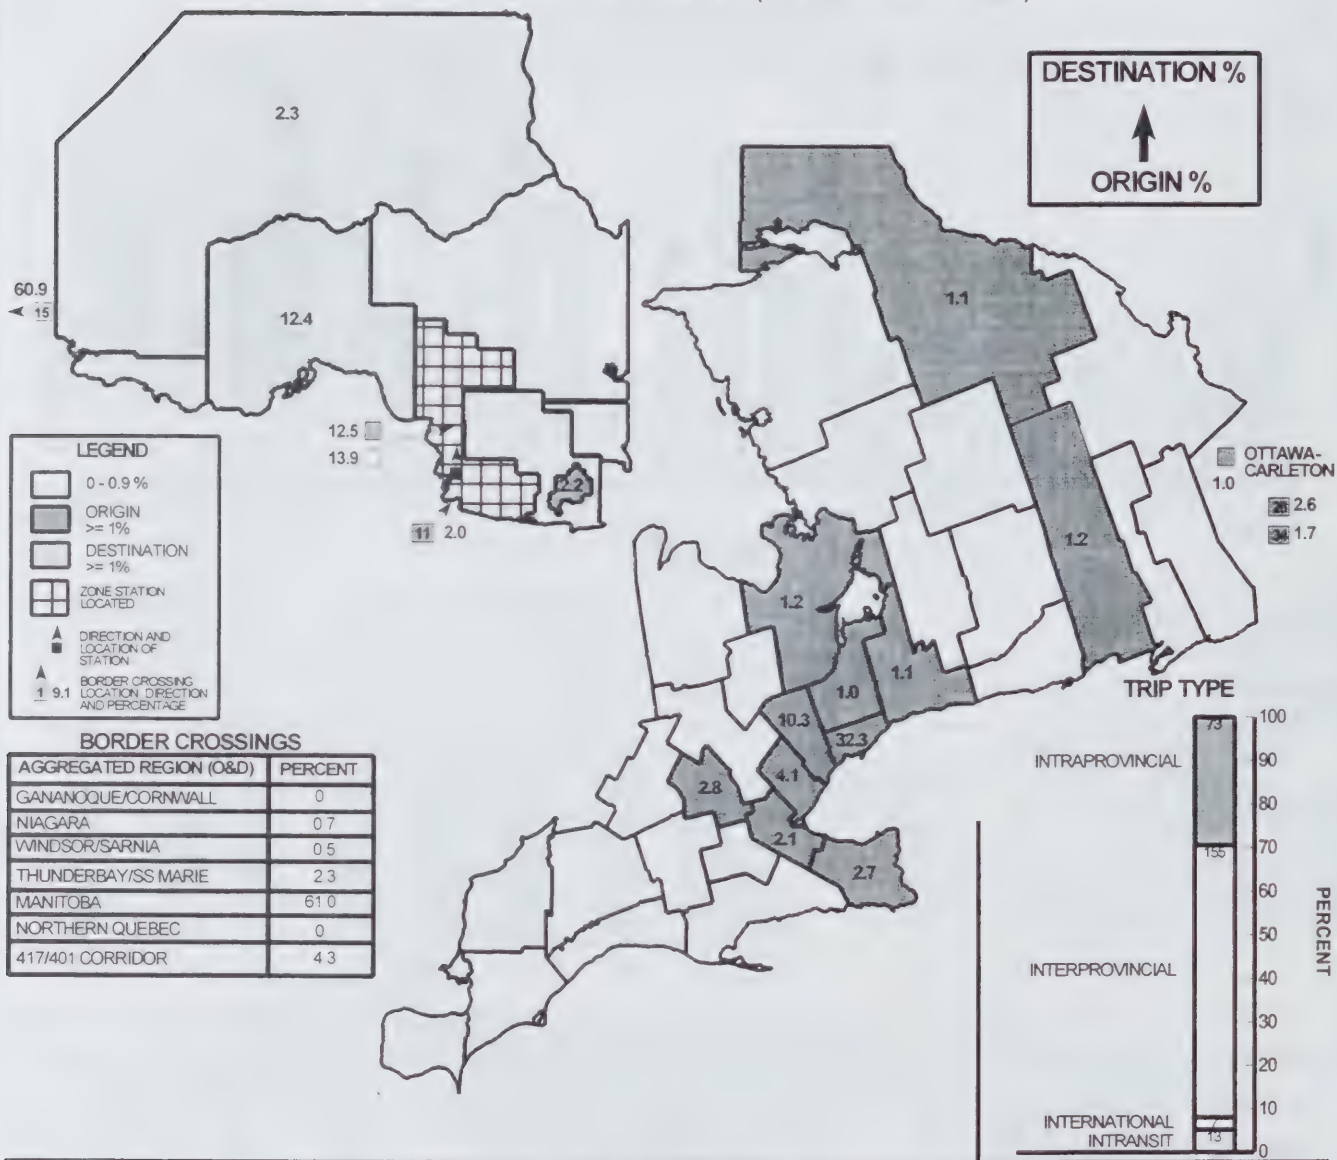 2.3
60.9
15
12.4
12.5
13.9
2.2
11 2.0
DESTINATION %
ORIGIN %
1.1
OTTAWA-
CARLETON
1.0
2.6
34 1.7
1.2
1.2
1.1
1.0
10.3
32.3
4.1
2.8
2.1
2.7
LEGEND
0 - 0.9 %
ORIGIN
>= 1%
DESTINATION
>= 1%
ZONE STATION
LOCATED
DIRECTION AND
LOCATION OF
STATION
BORDER CROSSING
1 9.1 LOCATION, DIRECTION
AND PERCENTAGE
BORDER CROSSINGS
AGGREGATED REGION (O&D) PERCENT
GANANOQUE/CORNWALL 0
NIAGARA 0.7
WINDSOR/SARNIA 0.5
THUNDERBAY/SS MARIE 2.3
MANITOBA 61.0
NORTHERN QUEBEC 0
417/401 CORRIDOR 4.3
TRIP TYPE
INTRAPROVINCIAL
INTERPROVINCIAL
INTERNATIONAL
INTRANSIT
73
155
7
13
100
90
80
70
60
50
40
30
20
10
0
PERCENT